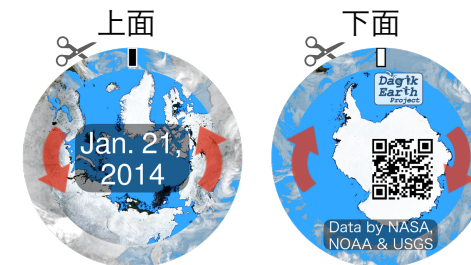 上面
下面
Jan. 21,
2014
Dagik
Earth
Project
Data by NASA,
NOAA & USGS